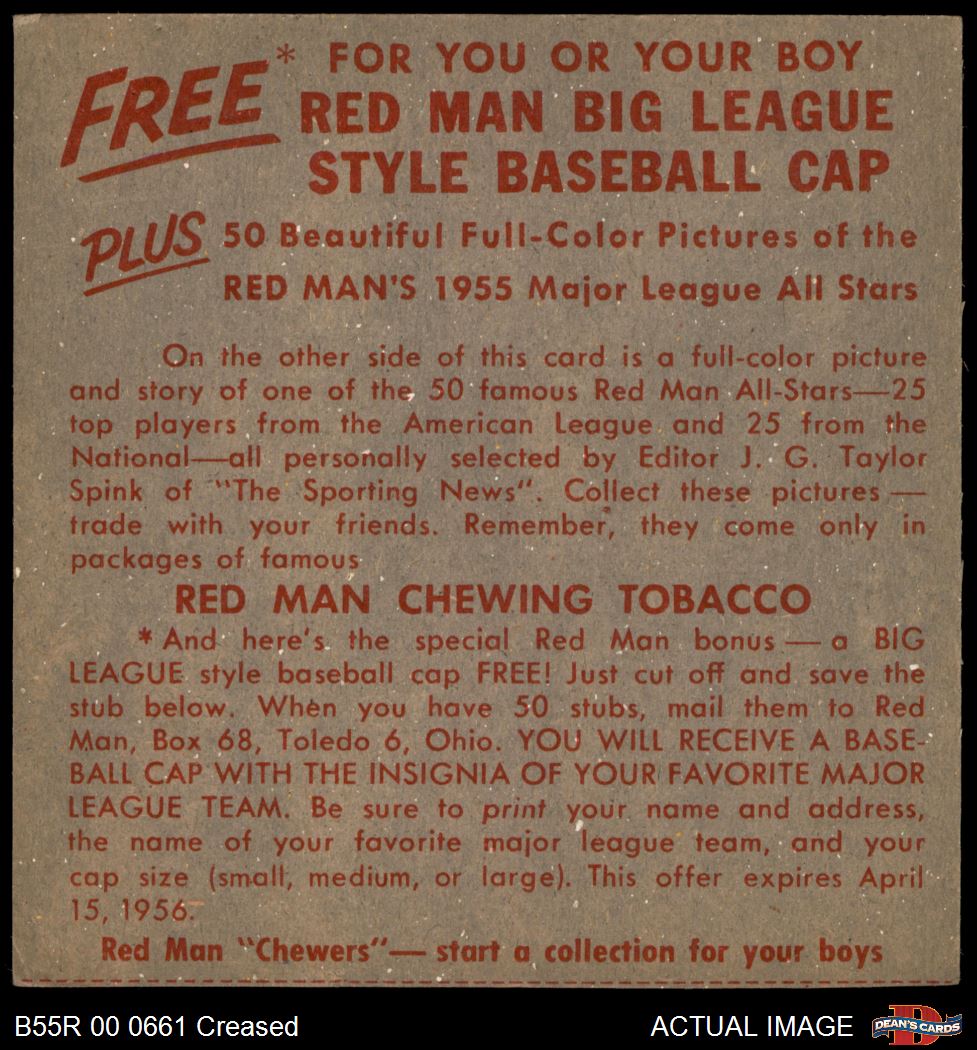 FREE* FOR YOU OR YOUR BOY
RED MAN BIG LEAGUE
STYLE BASEBALL CAP
PLUS 50 Beautiful Full-Color Pictures of the
RED MAN'S 1955 Major League All Stars
On the other side of this card is a full-color picture
and story of one of the 50 famous Red Man All-Stars—25
top players from the American League and 25 from the
National—all personally selected by Editor J. G. Taylor
Spink of "The Sporting News". Collect these pictures —
trade with your friends. Remember, they come only in
packages of famous
RED MAN CHEWING TOBACCO
* And here's the special Red Man bonus — a BIG
LEAGUE style baseball cap FREE! Just cut off and save the
stub below. When you have 50 stubs, mail them to Red
Man, Box 68, Toledo 6, Ohio. YOU WILL RECEIVE A BASE-
BALL CAP WITH THE INSIGNIA OF YOUR FAVORITE MAJOR
LEAGUE TEAM. Be sure to print your name and address,
the name of your favorite major league team, and your
cap size (small, medium, or large). This offer expires April
15, 1956.
Red Man "Chewers"— start a collection for your boys
B55R 00 0661 Creased
ACTUAL IMAGE
DEAN'S CARDS